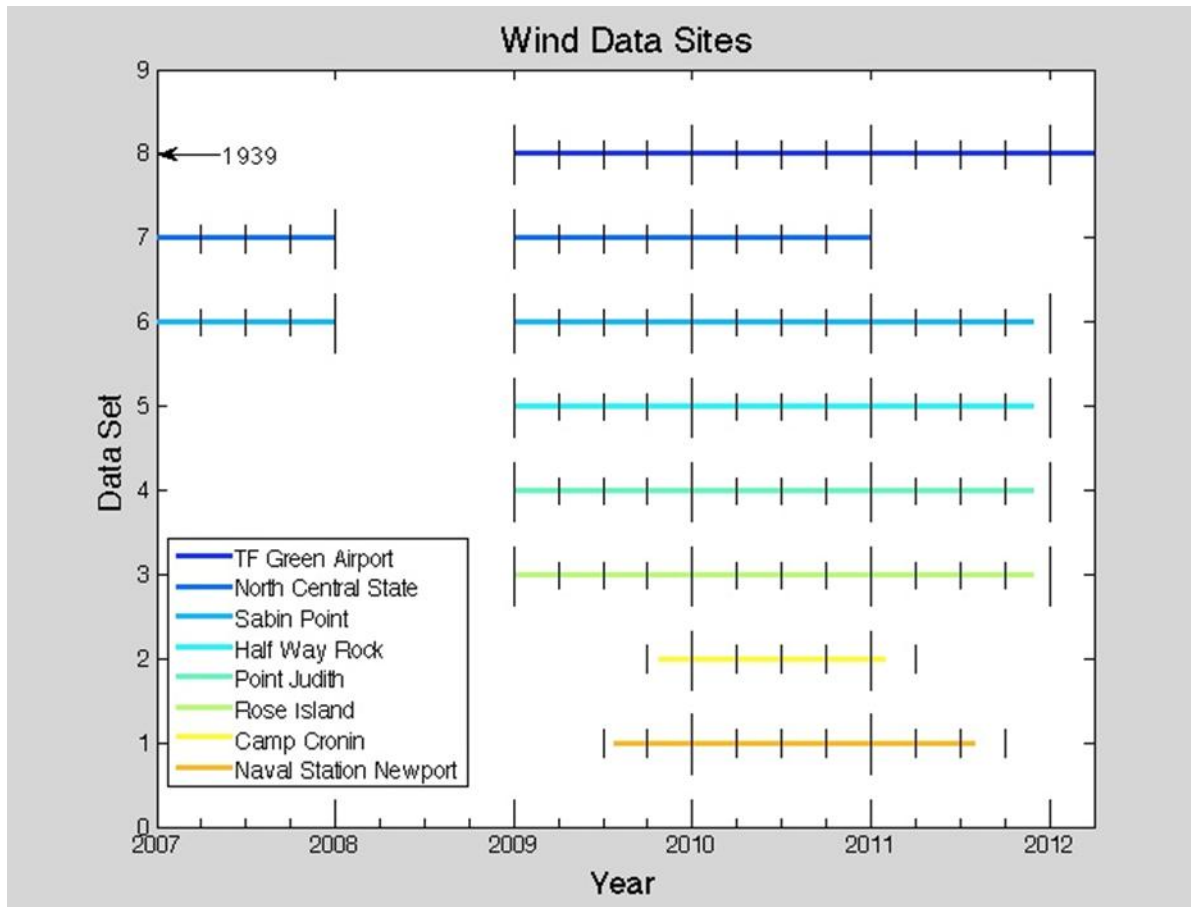 Wind Data Sites
9
8
1939
7
6
5
4
3
2
1
0
Data Set
TF Green Airport
North Central State
Sabin Point
Half Way Rock
Point Judith
Rose Island
Camp Cronin
Naval Station Newport
2007 2008 2009 2010 2011 2012
Year